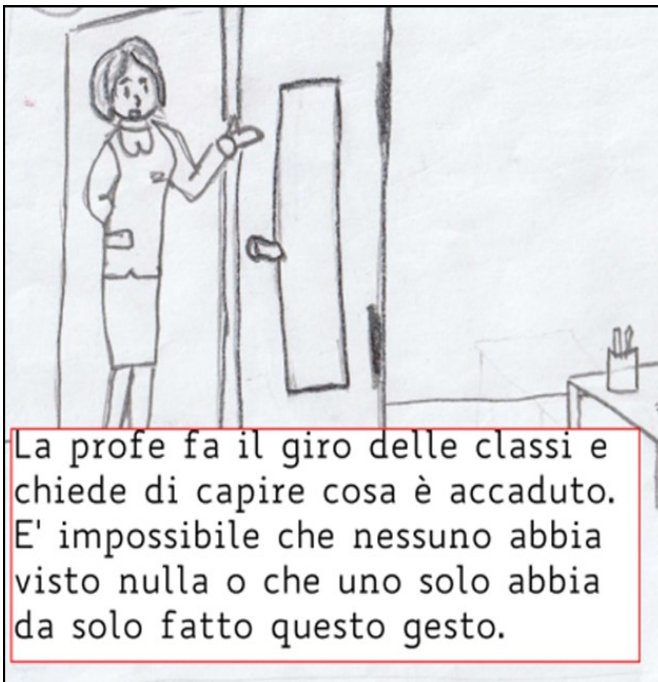 La profe fa il giro delle classi e
chiede di capire cosa è accaduto.
E' impossibile che nessuno abbia
visto nulla o che uno solo abbia
da solo fatto questo gesto.